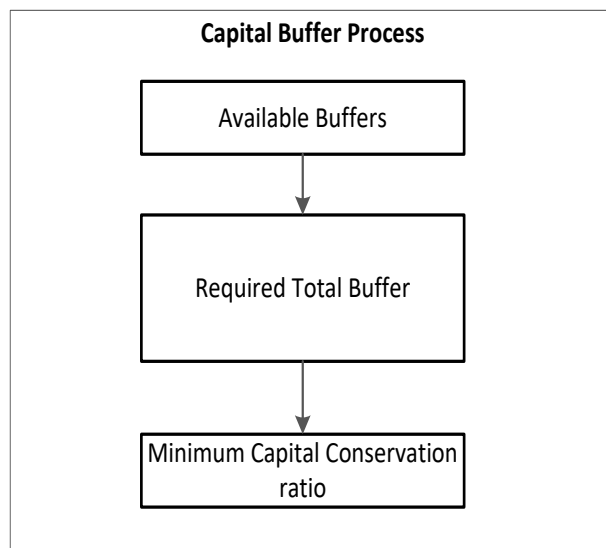 Capital Buffer Process
Available Buffers
Required Total Buffer
Minimum Capital Conservation
ratio